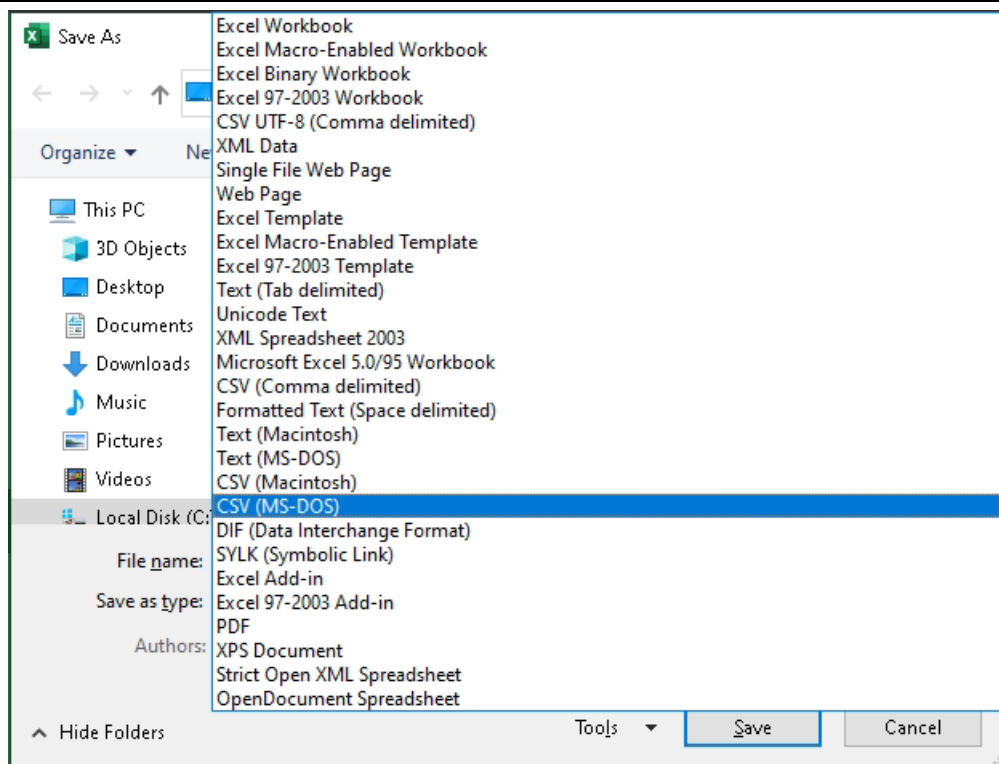 Save As
Organize
Ne
This PC
3D Objects
Desktop
Documents
Downloads
Music
Pictures
Videos
Local Disk (C:
Excel Workbook
Excel Macro-Enabled Workbook
Excel Binary Workbook
Excel 97-2003 Workbook
CSV UTF-8 (Comma delimited)
XML Data
Single File Web Page
Web Page
Excel Template
Excel Macro-Enabled Template
Excel 97-2003 Template
Text (Tab delimited)
Unicode Text
XML Spreadsheet 2003
Microsoft Excel 5.0/95 Workbook
CSV (Comma delimited)
Formatted Text (Space delimited)
Text (Macintosh)
Text (MS-DOS)
CSV (Macintosh)
CSV (MS-DOS)
DIF (Data Interchange Format)
SYLK (Symbolic Link)
Excel Add-in
Excel 97-2003 Add-in
PDF
XPS Document
Strict Open XML Spreadsheet
OpenDocument Spreadsheet
File name:
Save as type:
Authors:
Hide Folders
Tools
Save
Cancel